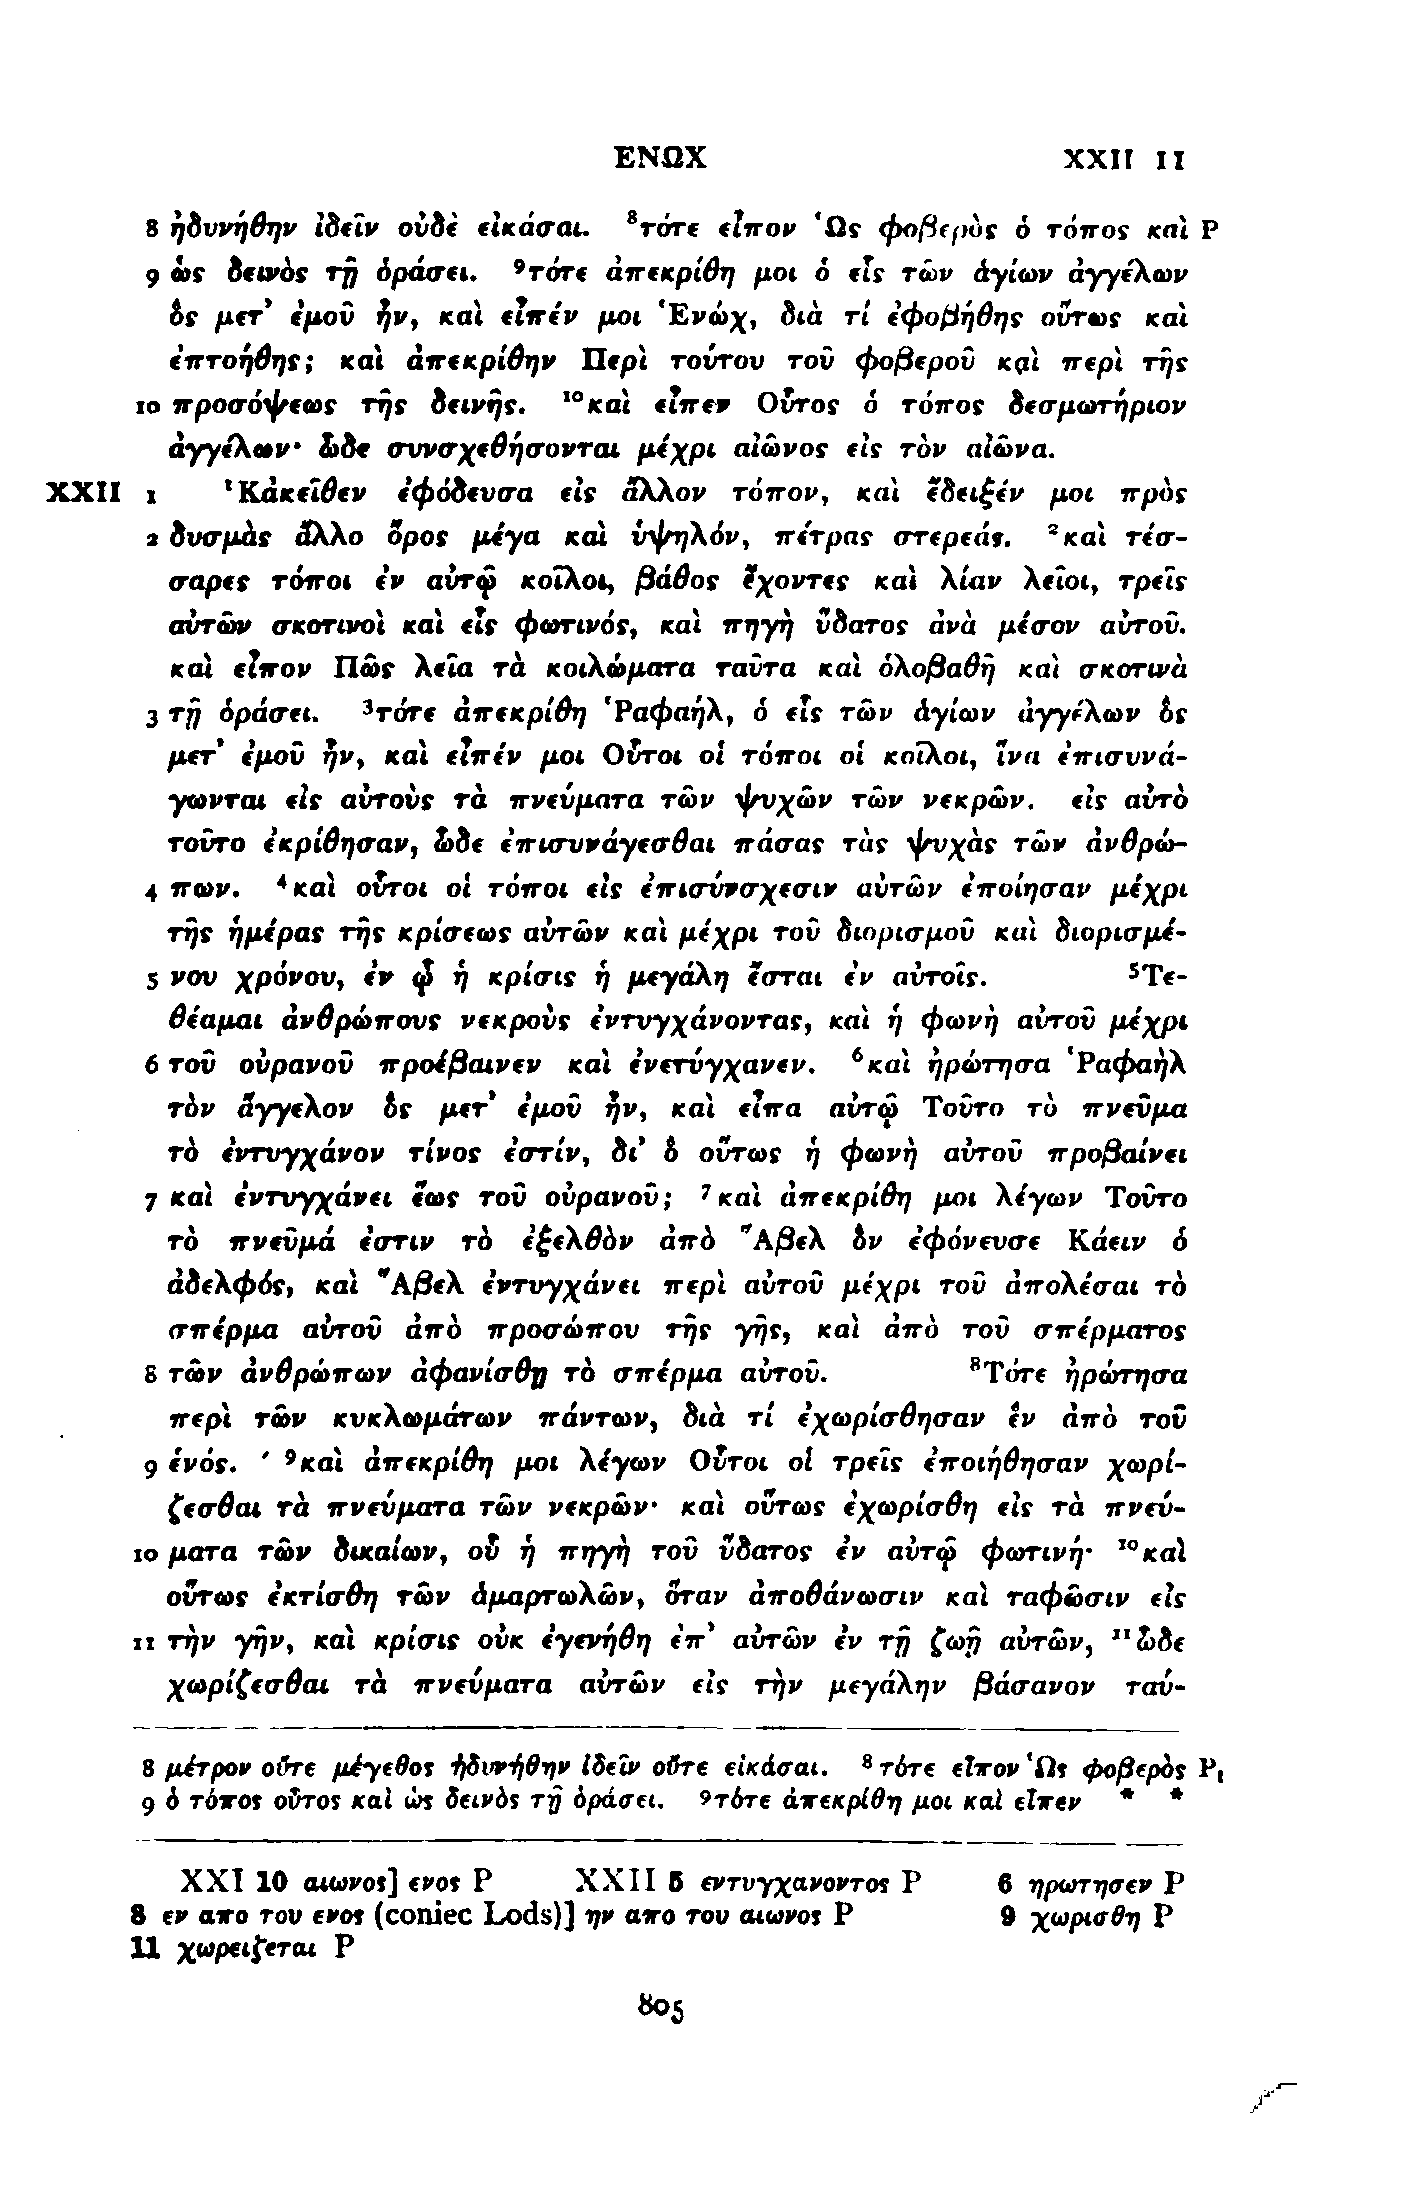 ΕΝΩΧ XXII 11
8 ἠδυνήθην ἰδεῖν οὐδὲ εἰκάσαι. ⁸τότε εἶπον Ὡς φοβερὸς ὁ τόπος καὶ P
9 ὡς δεινὸς τῇ ὁράσει. ⁹τότε ἀπεκρίθη μοι ὁ εἷς τῶν ἁγίων ἀγγέλων
ὃς μετ’ ἐμοῦ ἦν, καὶ εἶπέν μοι Ἐνώχ, διὰ τί ἐφοβήθης οὕτως καὶ
ἐπτοήθης; καὶ ἀπεκρίθην Περὶ τούτου τοῦ φοβεροῦ καὶ περὶ τῆς
10 προσόψεως τῆς δεινῆς. ¹⁰καὶ εἶπεν Οὗτος ὁ τόπος δεσμωτήριον
ἀγγέλων· ὧδε συνσχεθήσονται μέχρι αἰῶνος εἰς τὸν αἰῶνα.
XXII 1 ¹Κἀκεῖθεν ἐφόδευσα εἰς ἄλλον τόπον, καὶ ἔδειξέν μοι πρὸς
2 δυσμὰς ἄλλο ὄρος μέγα καὶ ὑψηλόν, πέτρας στερεάς. ²καὶ τέσ-
σαρες τόποι ἐν αὐτῷ κοῖλοι, βάθος ἔχοντες καὶ λίαν λεῖοι, τρεῖς
αὐτῶν σκοτινοὶ καὶ εἷς φωτινός, καὶ πηγὴ ὕδατος ἀνὰ μέσον αὐτοῦ.
καὶ εἶπον Πῶς λεῖα τὰ κοιλώματα ταῦτα καὶ ὁλοβαθῆ καὶ σκοτινὰ
3 τῇ ὁράσει. ³τότε ἀπεκρίθη Ῥαφαήλ, ὁ εἷς τῶν ἁγίων ἀγγέλων ὃς
μετ’ ἐμοῦ ἦν, καὶ εἶπέν μοι Οὗτοι οἱ τόποι οἱ κοῖλοι, ἵνα ἐπισυνά-
γωνται εἰς αὐτοὺς τὰ πνεύματα τῶν ψυχῶν τῶν νεκρῶν. εἰς αὐτὸ
τοῦτο ἐκρίθησαν, ὧδε ἐπισυνάγεσθαι πάσας τὰς ψυχὰς τῶν ἀνθρώ-
4 πων. ⁴καὶ οὗτοι οἱ τόποι εἰς ἐπισύνσχεσιν αὐτῶν ἐποίησαν μέχρι
τῆς ἡμέρας τῆς κρίσεως αὐτῶν καὶ μέχρι τοῦ διορισμοῦ καὶ διορισμέ-
5 νου χρόνου, ἐν ᾧ ἡ κρίσις ἡ μεγάλη ἔσται ἐν αὐτοῖς. ⁵Τε-
θέαμαι ἀνθρώπους νεκροὺς ἐντυγχάνοντας, καὶ ἡ φωνὴ αὐτοῦ μέχρι
6 τοῦ οὐρανοῦ προέβαινεν καὶ ἐνετύγχανεν. ⁶καὶ ἠρώτησα Ῥαφαὴλ
τὸν ἄγγελον ὃς μετ’ ἐμοῦ ἦν, καὶ εἶπα αὐτῷ Τοῦτο τὸ πνεῦμα
τὸ ἐντυγχάνον τίνος ἐστίν, δι’ ὃ οὕτως ἡ φωνὴ αὐτοῦ προβαίνει
7 καὶ ἐντυγχάνει ἕως τοῦ οὐρανοῦ; ⁷καὶ ἀπεκρίθη μοι λέγων Τοῦτο
τὸ πνεῦμά ἐστιν τὸ ἐξελθὸν ἀπὸ Ἅβελ ὃν ἐφόνευσε Κάειν ὁ
ἀδελφός, καὶ Ἅβελ ἐντυγχάνει περὶ αὐτοῦ μέχρι τοῦ ἀπολέσαι τὸ
σπέρμα αὐτοῦ ἀπὸ προσώπου τῆς γῆς, καὶ ἀπὸ τοῦ σπέρματος
8 τῶν ἀνθρώπων ἀφανίσθῃ τὸ σπέρμα αὐτοῦ. ⁸Τότε ἠρώτησα
περὶ τῶν κυκλωμάτων πάντων, διὰ τί ἐχωρίσθησαν ἓν ἀπὸ τοῦ
9 ἑνός. ′ ⁹καὶ ἀπεκρίθη μοι λέγων Οὗτοι οἱ τρεῖς ἐποιήθησαν χωρί-
ζεσθαι τὰ πνεύματα τῶν νεκρῶν· καὶ οὕτως ἐχωρίσθη εἰς τὰ πνεύ-
10 ματα τῶν δικαίων, οὗ ἡ πηγὴ τοῦ ὕδατος ἐν αὐτῷ φωτινή· ¹⁰καὶ
οὕτως ἐκτίσθη τῶν ἁμαρτωλῶν, ὅταν ἀποθάνωσιν καὶ ταφῶσιν εἰς
11 τὴν γῆν, καὶ κρίσις οὐκ ἐγενήθη ἐπ’ αὐτῶν ἐν τῇ ζωῇ αὐτῶν, ¹¹ὧδε
χωρίζεσθαι τὰ πνεύματα αὐτῶν εἰς τὴν μεγάλην βάσανον ταύ-
8 μέτρον οὔτε μέγεθος ἠδυνήθην ἰδεῖν οὔτε εἰκάσαι. ⁸τότε εἶπον Ὡς φοβερὸς P₁
9 ὁ τόπος οὗτος καὶ ὡς δεινὸς τῇ ὁράσει. ⁹τότε ἀπεκρίθη μοι καὶ εἶπεν * *
XXI 10 αιωνος] ενος P XXII 5 εντυγχανοντος P 6 ηρωτησεν P
8 εν απο του ενος (coniec Lods)] ην απο του αιωνος P 9 χωρισθη P
11 χωρειζεται P
805